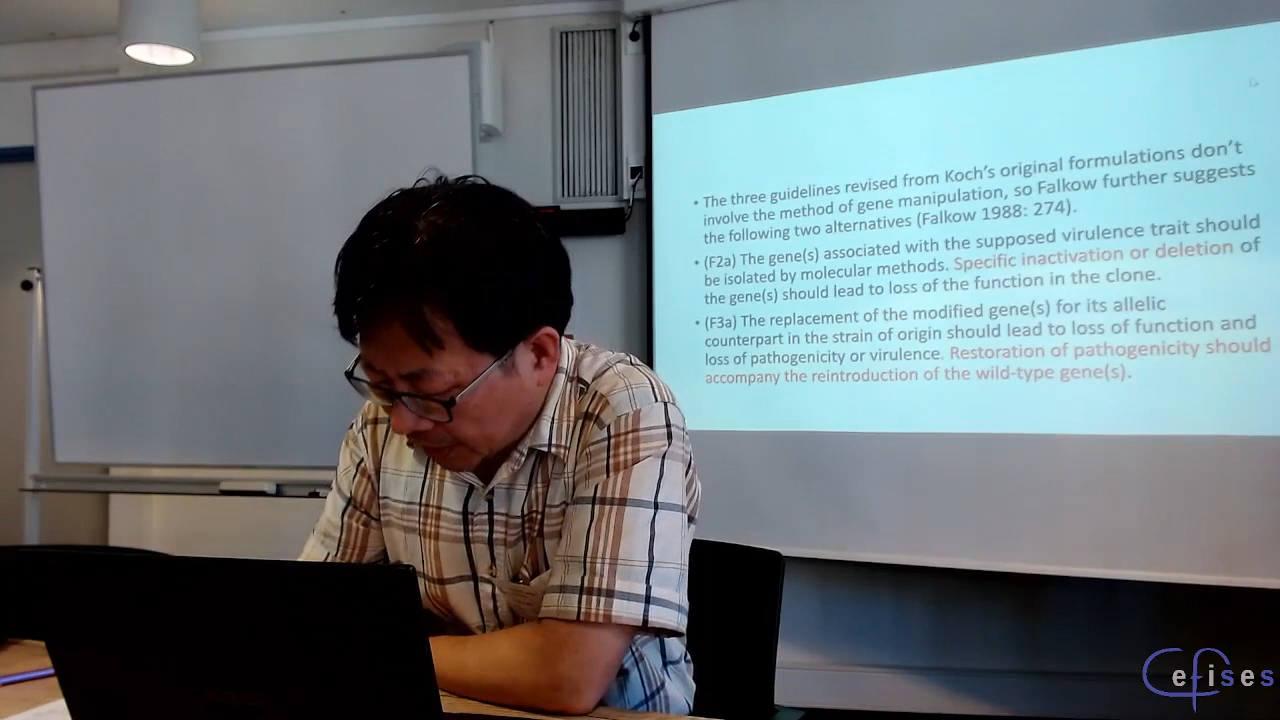 • The three guidelines revised from Koch's original formulations don't
involve the method of gene manipulation, so Falkow further suggests
the following two alternatives (Falkow 1988: 274).
• (F2a) The gene(s) associated with the supposed virulence trait should
be isolated by molecular methods. Specific inactivation or deletion of
the gene(s) should lead to loss of the function in the clone.
• (F3a) The replacement of the modified gene(s) for its allelic
counterpart in the strain of origin should lead to loss of function and
loss of pathogenicity or virulence. Restoration of pathogenicity should
accompany the reintroduction of the wild-type gene(s).
Cefises